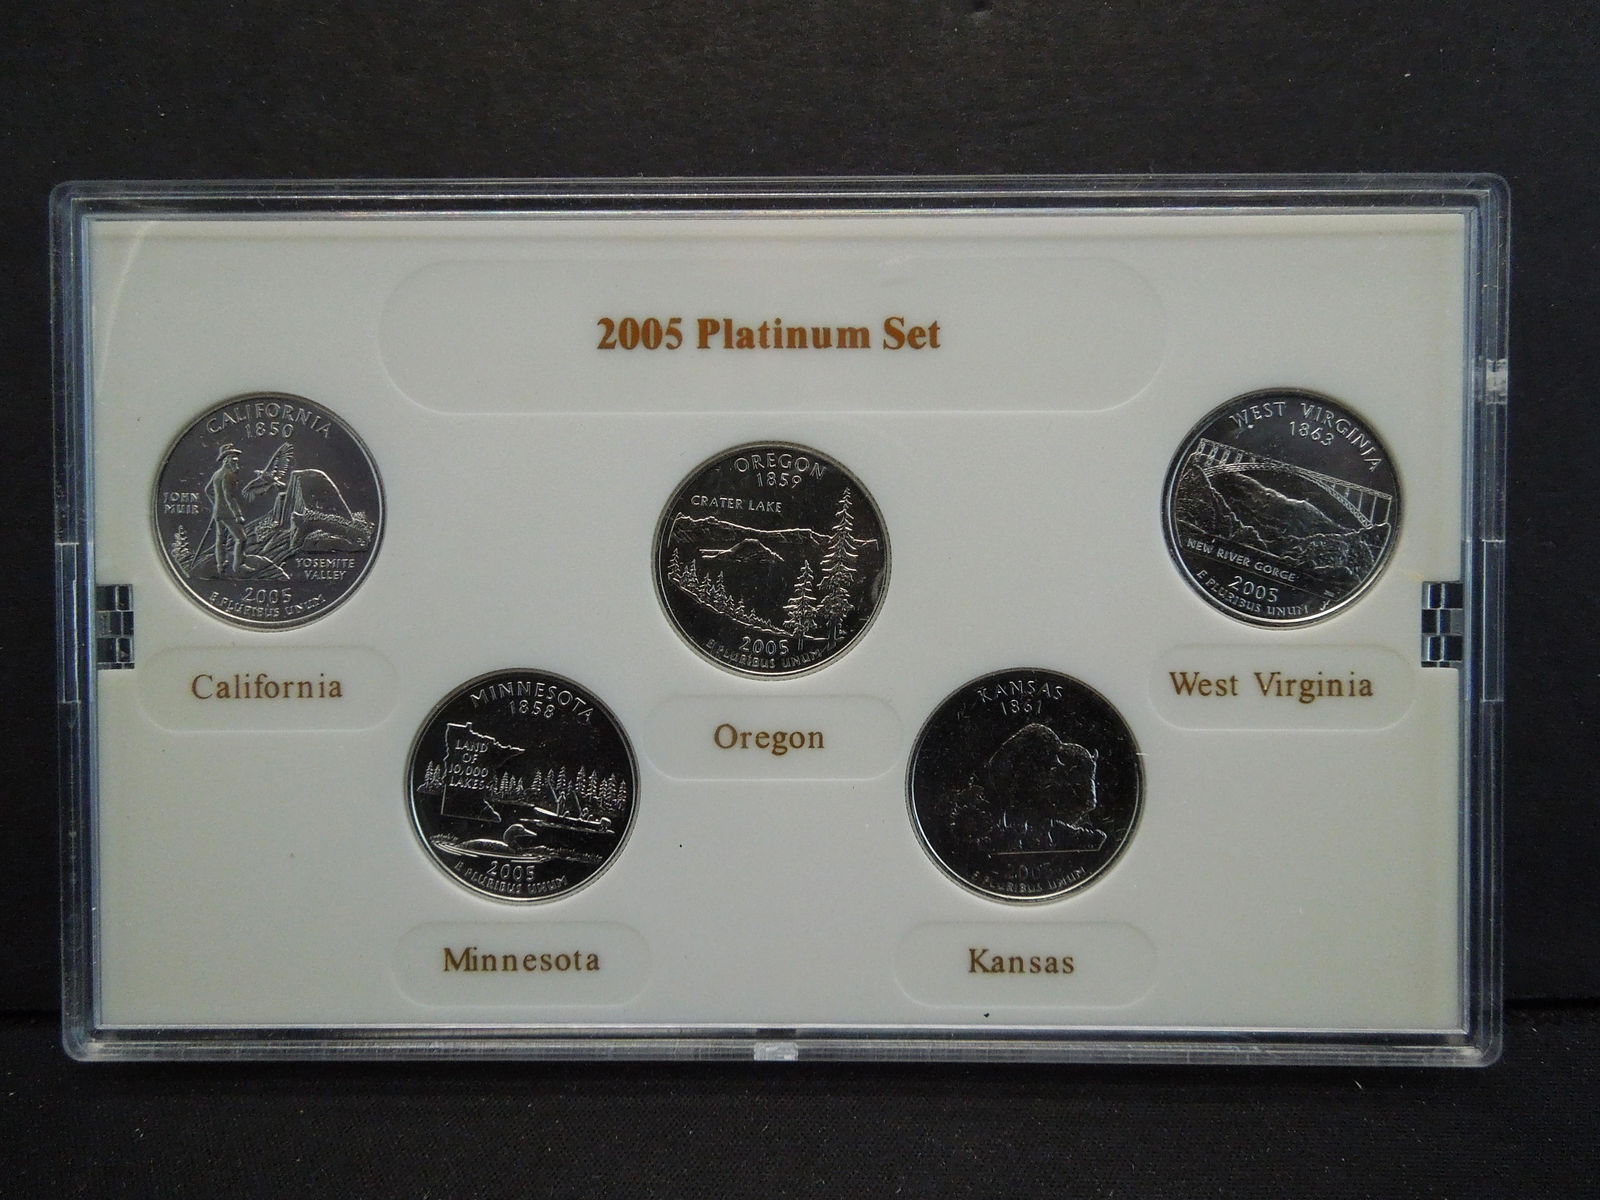 2005 Platinum Set
CALIFORNIA
1850
JOHN
MUIR
YOSEMITE
VALLEY
2005
E PLURIBUS UNUM
California
MINNESOTA
1858
LAND
OF
10,000
LAKES
2005
E PLURIBUS UNUM
Minnesota
OREGON
1859
CRATER LAKE
2005
E PLURIBUS UNUM
Oregon
KANSAS
1861
2005
E PLURIBUS UNUM
Kansas
WEST VIRGINIA
1863
NEW RIVER GORGE
2005
E PLURIBUS UNUM
West Virginia